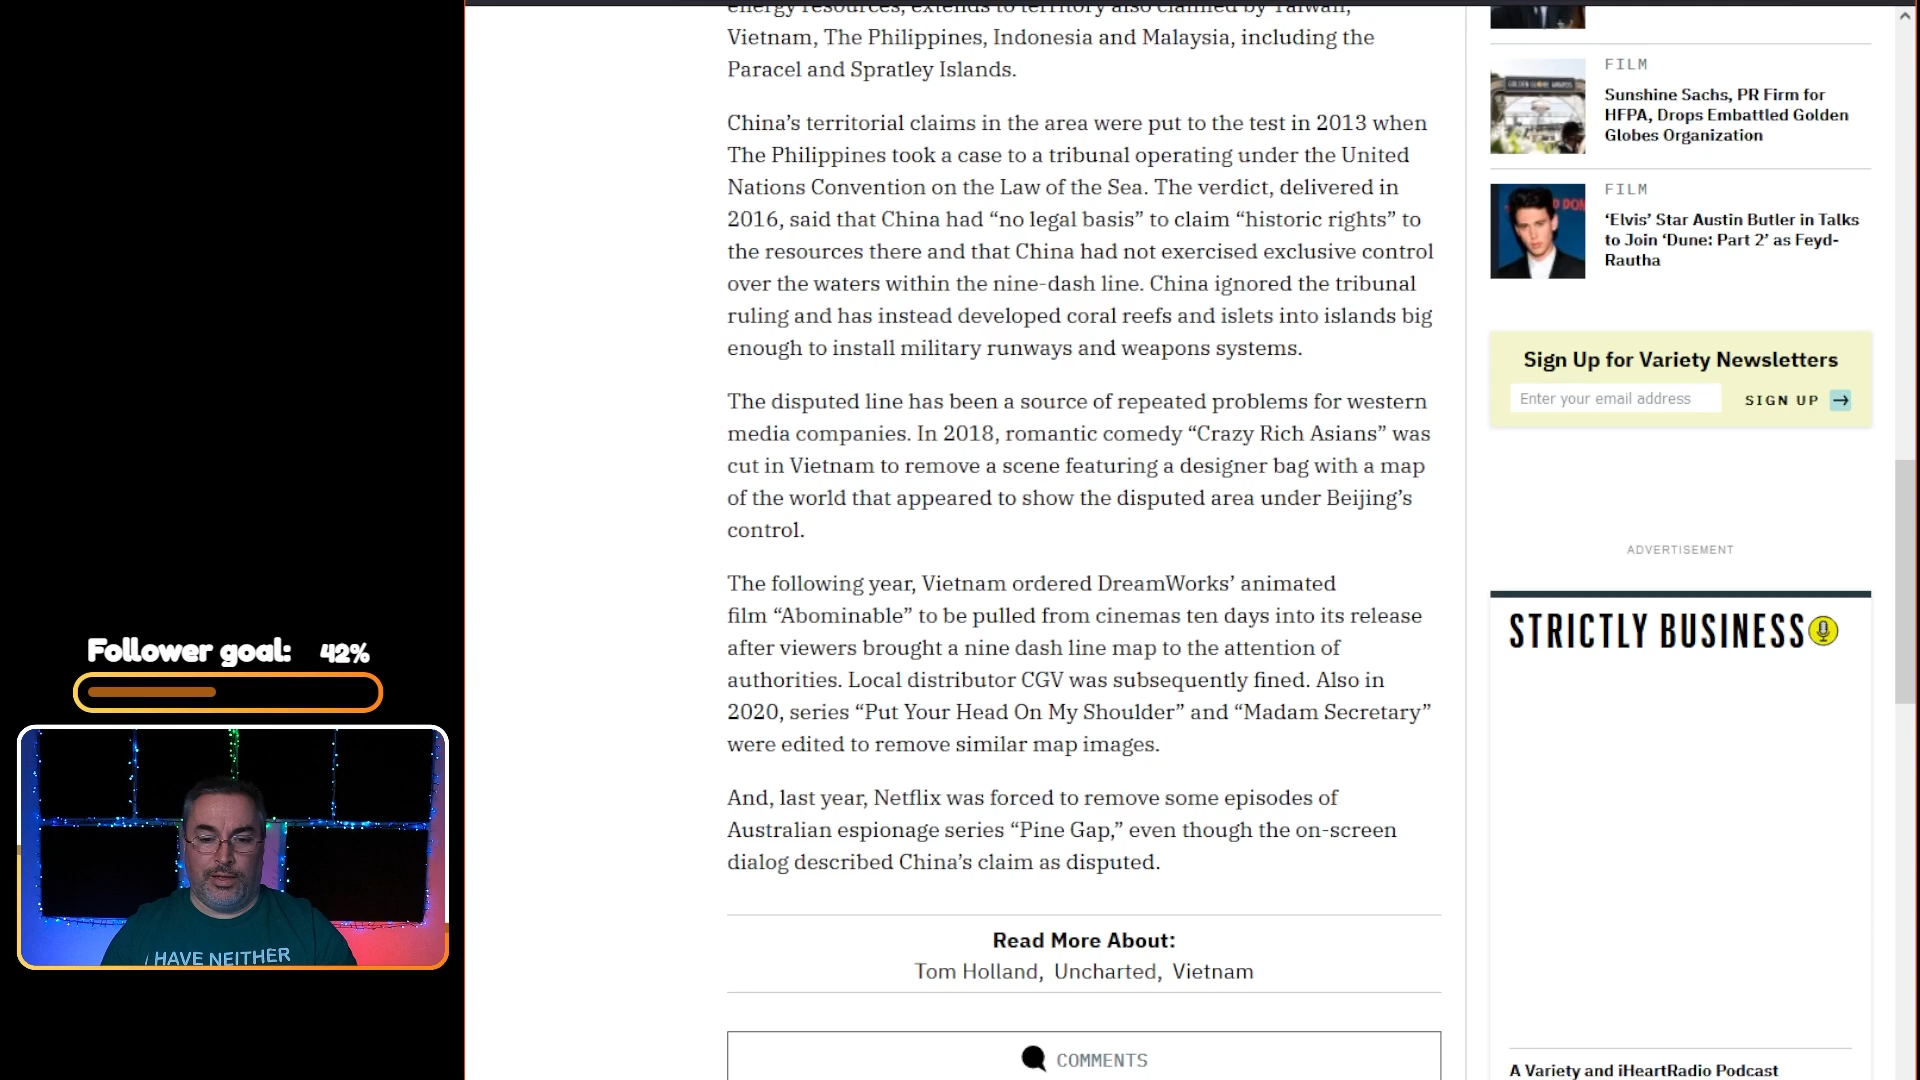 energy resources, extends to territory also claimed by Taiwan,
Vietnam, The Philippines, Indonesia and Malaysia, including the
Paracel and Spratley Islands.
China’s territorial claims in the area were put to the test in 2013 when
The Philippines took a case to a tribunal operating under the United
Nations Convention on the Law of the Sea. The verdict, delivered in
2016, said that China had “no legal basis” to claim “historic rights” to
the resources there and that China had not exercised exclusive control
over the waters within the nine-dash line. China ignored the tribunal
ruling and has instead developed coral reefs and islets into islands big
enough to install military runways and weapons systems.
The disputed line has been a source of repeated problems for western
media companies. In 2018, romantic comedy “Crazy Rich Asians” was
cut in Vietnam to remove a scene featuring a designer bag with a map
of the world that appeared to show the disputed area under Beijing’s
control.
The following year, Vietnam ordered DreamWorks’ animated
film “Abominable” to be pulled from cinemas ten days into its release
after viewers brought a nine dash line map to the attention of
authorities. Local distributor CGV was subsequently fined. Also in
2020, series “Put Your Head On My Shoulder” and “Madam Secretary”
were edited to remove similar map images.
And, last year, Netflix was forced to remove some episodes of
Australian espionage series “Pine Gap,” even though the on-screen
dialog described China’s claim as disputed.
Read More About:
Tom Holland, Uncharted, Vietnam
COMMENTS
FILM
Sunshine Sachs, PR Firm for
HFPA, Drops Embattled Golden
Globes Organization
FILM
‘Elvis’ Star Austin Butler in Talks
to Join ‘Dune: Part 2’ as Feyd-
Rautha
Sign Up for Variety Newsletters
Enter your email address
SIGN UP
ADVERTISEMENT
STRICTLY BUSINESS
A Variety and iHeartRadio Podcast
Follower goal: 42%
I HAVE NEITHER
GOLDEN GLOBE AWARDS